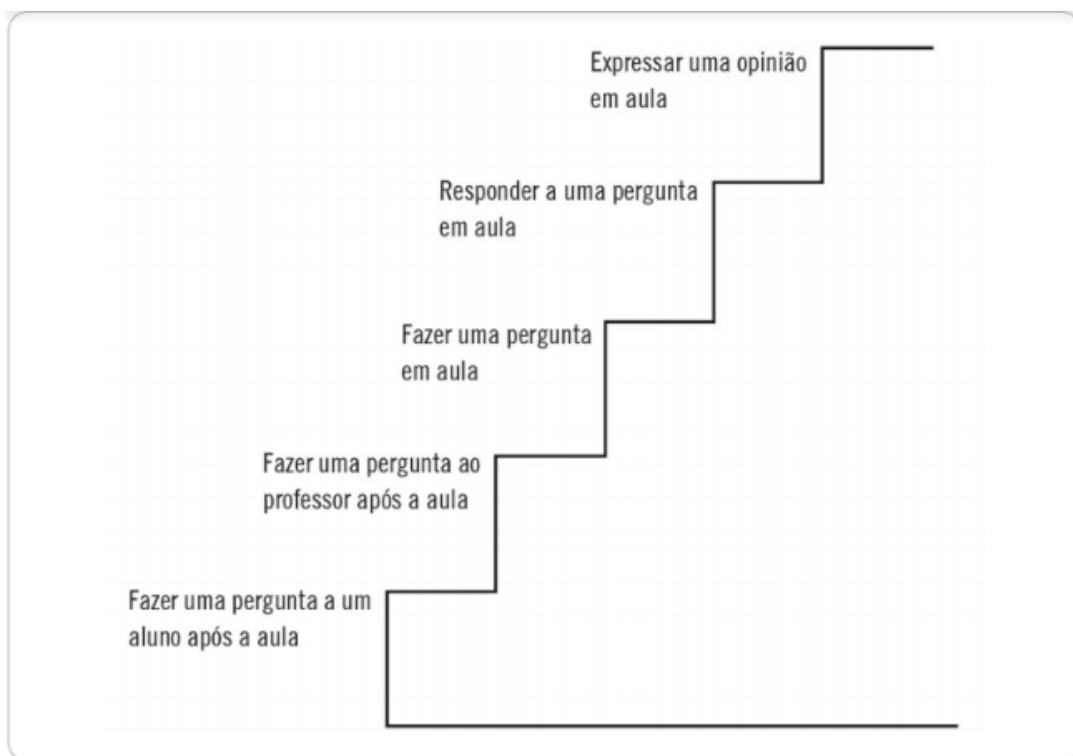 Expressar uma opinião
em aula
Responder a uma pergunta
em aula
Fazer uma pergunta
em aula
Fazer uma pergunta ao
professor após a aula
Fazer uma pergunta a um
aluno após a aula